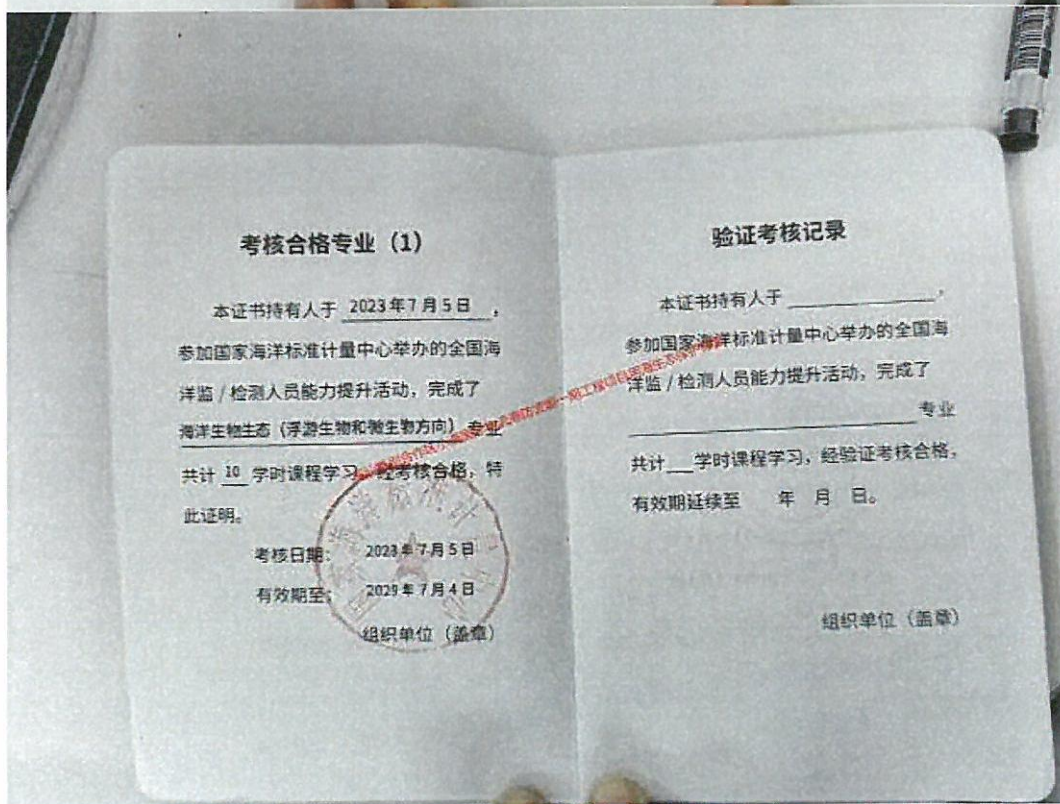 考核合格专业（1）
本证书持有人于 2023年7月5日 ，
参加国家海洋标准计量中心举办的全国海
洋监/检测人员能力提升活动，完成了
海洋生物生态（浮游生物和微生物方向）专业
共计 10 学时课程学习，经考核合格，特
此证明。
考核日期： 2023年7月5日
有效期至： 2029年7月4日
组织单位（盖章）
验证考核记录
本证书持有人于 ，
参加国家海洋标准计量中心举办的全国海
洋监/检测人员能力提升活动，完成了
专业
共计 学时课程学习，经验证考核合格，
有效期延续至 年 月 日。
组织单位（盖章）